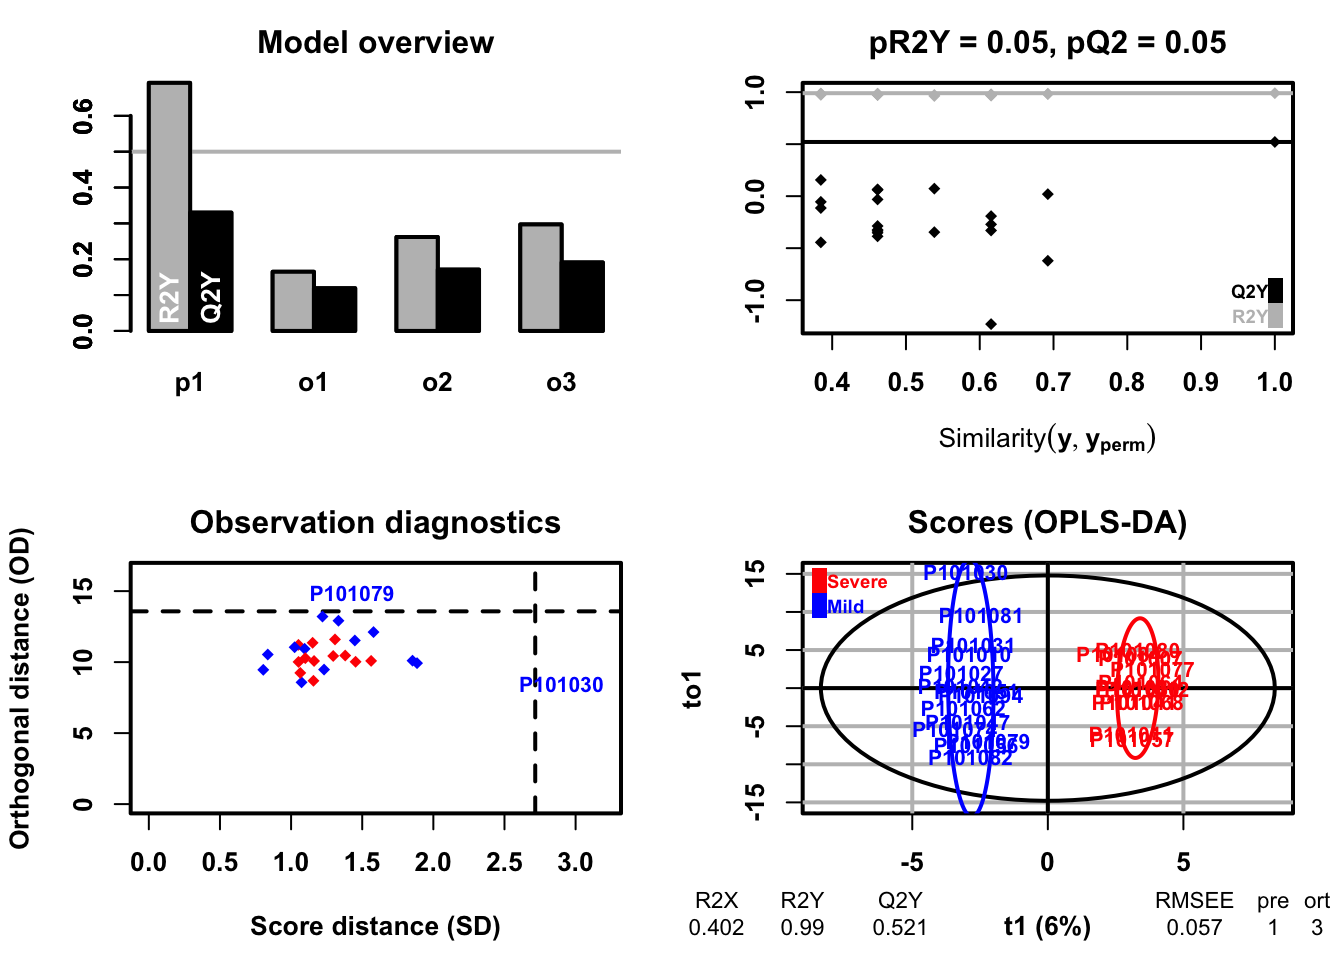 Model overview
0.0
0.2
0.4
0.6
R2Y
Q2Y
p1
o1
o2
o3
pR2Y = 0.05, pQ2 = 0.05
-1.0
0.0
1.0
Q2Y
R2Y
0.4 0.5 0.6 0.7 0.8 0.9 1.0
Similarity(y, yperm)
Observation diagnostics
Orthogonal distance (OD)
0
5
10
15
P101079
P101030
0.0 0.5 1.0 1.5 2.0 2.5 3.0
Score distance (SD)
Scores (OPLS-DA)
to1
-15
-5
5
15
Severe
Mild
P101030
P101081
P101031
P101010
P101027
P101062
P101079
P101082
P101077
P101057
-5 0 5
t1 (6%)
R2X R2Y Q2Y RMSEE pre ort
0.402 0.99 0.521 0.057 1 3